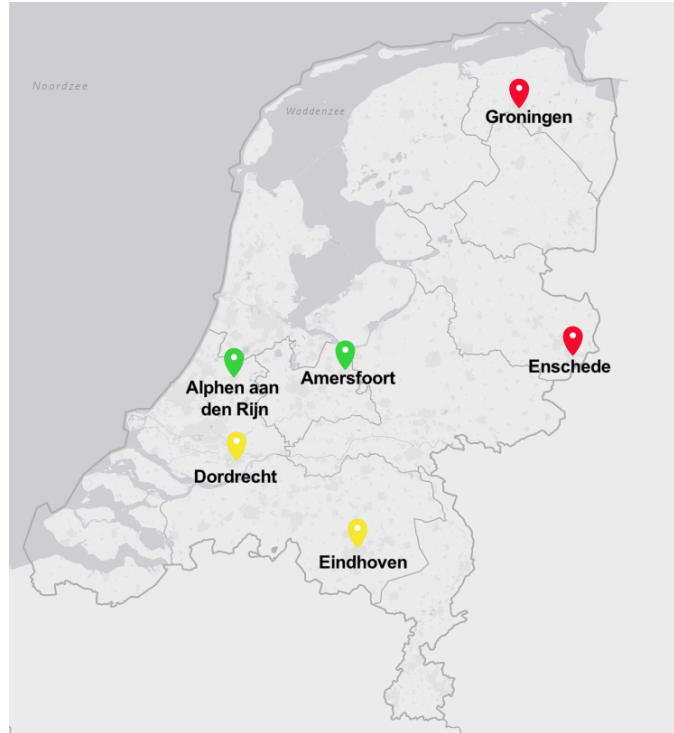 Noordzee
Waddenzee
Groningen
Enschede
Amersfoort
Alphen aan
den Rijn
Dordrecht
Eindhoven